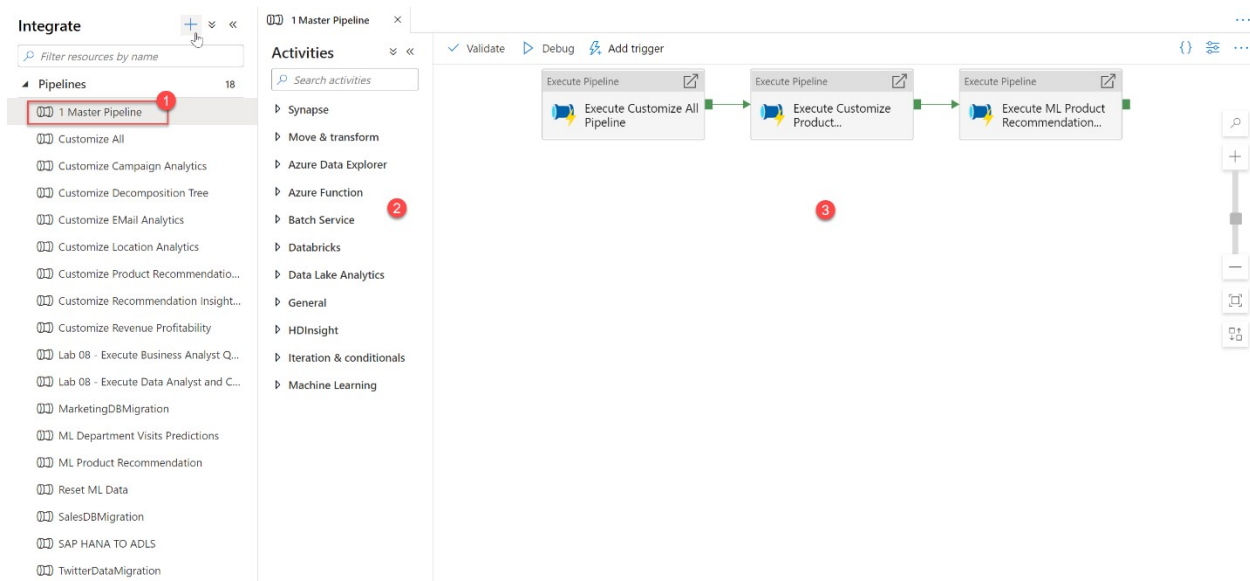 Integrate
Filter resources by name
Pipelines 18
1 Master Pipeline
1
Customize All
Customize Campaign Analytics
Customize Decomposition Tree
Customize EMail Analytics
Customize Location Analytics
Customize Product Recommendatio...
Customize Recommendation Insight...
Customize Revenue Profitability
Lab 08 - Execute Business Analyst Q...
Lab 08 - Execute Data Analyst and C...
MarketingDBMigration
ML Department Visits Predictions
ML Product Recommendation
Reset ML Data
SalesDBMigration
SAP HANA TO ADLS
TwitterDataMigration
1 Master Pipeline
Activities
Search activities
Synapse
Move & transform
Azure Data Explorer
Azure Function
2
Batch Service
Databricks
Data Lake Analytics
General
HDInsight
Iteration & conditionals
Machine Learning
Validate Debug Add trigger
Execute Pipeline
Execute Customize All
Pipeline
Execute Pipeline
Execute Customize
Product...
Execute Pipeline
Execute ML Product
Recommendation...
3